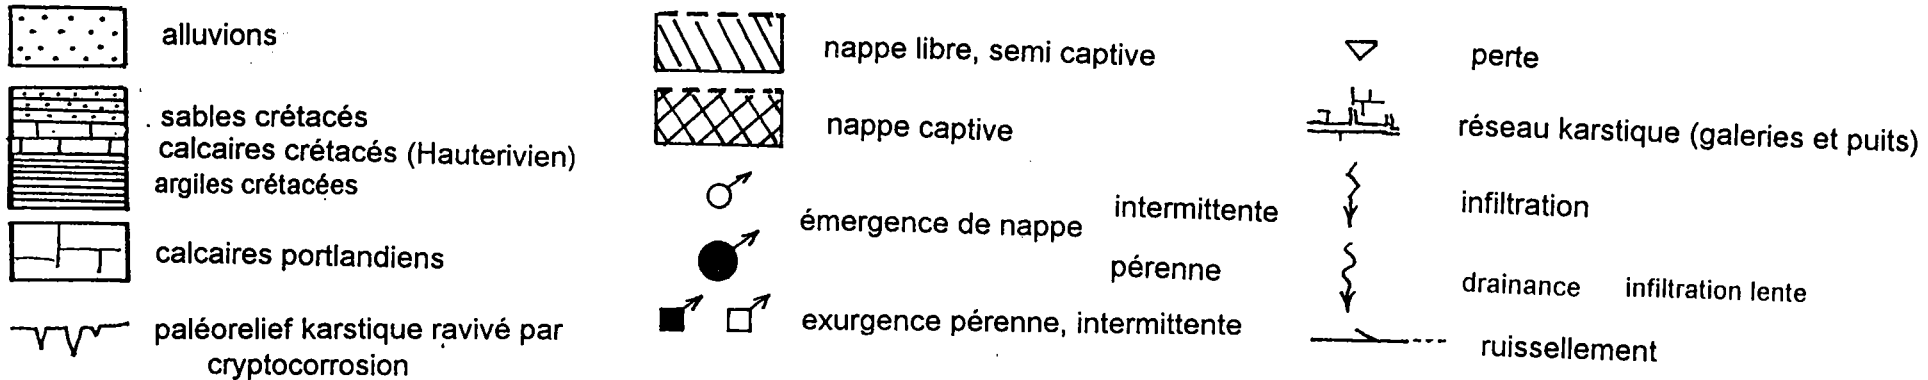 alluvions
sables crétacés
calcaires crétacés (Hauterivien)
argiles crétacées
calcaires portlandiens
paléorelief karstique ravivé par
cryptocorrosion
nappe libre, semi captive
nappe captive
émergence de nappe intermittente
pérenne
exurgence pérenne, intermittente
perte
réseau karstique (galeries et puits)
infiltration
drainance infiltration lente
ruissellement